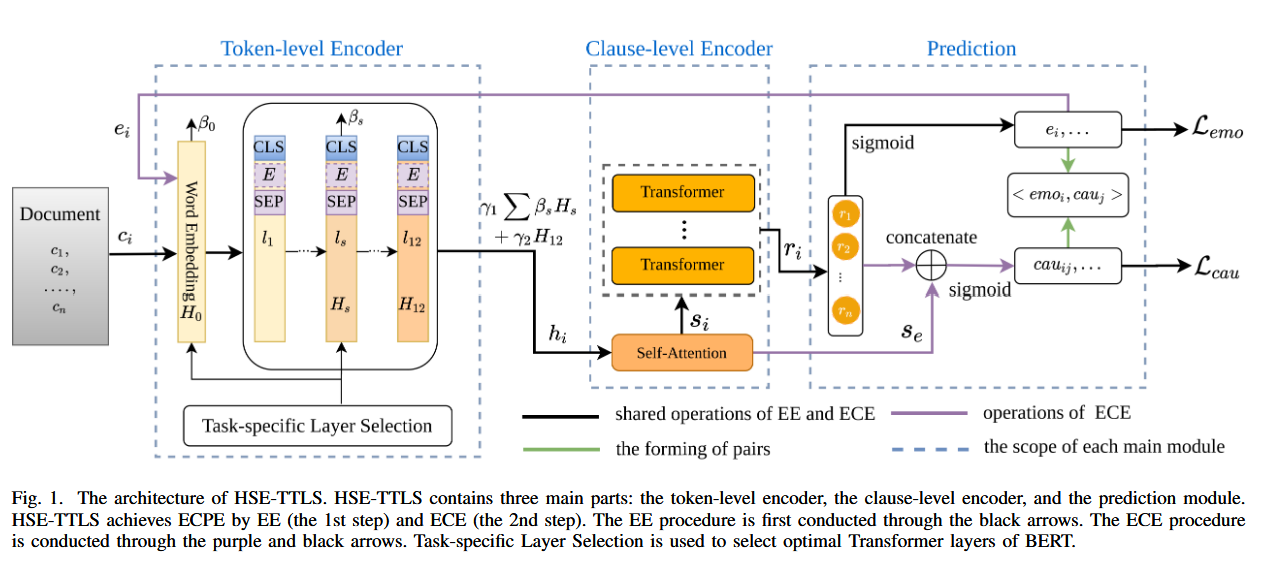 Token-level Encoder
Clause-level Encoder
Prediction
e_i
β_0
β_s
CLS
CLS
CLS
E
E
E
SEP
SEP
SEP
Word Embedding
H_0
l_1
l_s
l_12
H_s
H_12
Document
c_1,
c_2,
....,
c_n
c_i
γ_1 ∑ β_s H_s
+ γ_2 H_12
h_i
Task-specific Layer Selection
Transformer
⋮
Transformer
s_i
Self-Attention
r_i
sigmoid
r_1
r_2
⋮
r_n
concatenate
sigmoid
s_e
e_i, ...
< emo_i, cau_j >
cau_ij, ...
ℒ_emo
ℒ_cau
shared operations of EE and ECE
operations of ECE
the forming of pairs
the scope of each main module
Fig. 1. The architecture of HSE-TTLS. HSE-TTLS contains three main parts: the token-level encoder, the clause-level encoder, and the prediction module.
HSE-TTLS achieves ECPE by EE (the 1st step) and ECE (the 2nd step). The EE procedure is first conducted through the black arrows. The ECE procedure
is conducted through the purple and black arrows. Task-specific Layer Selection is used to select optimal Transformer layers of BERT.